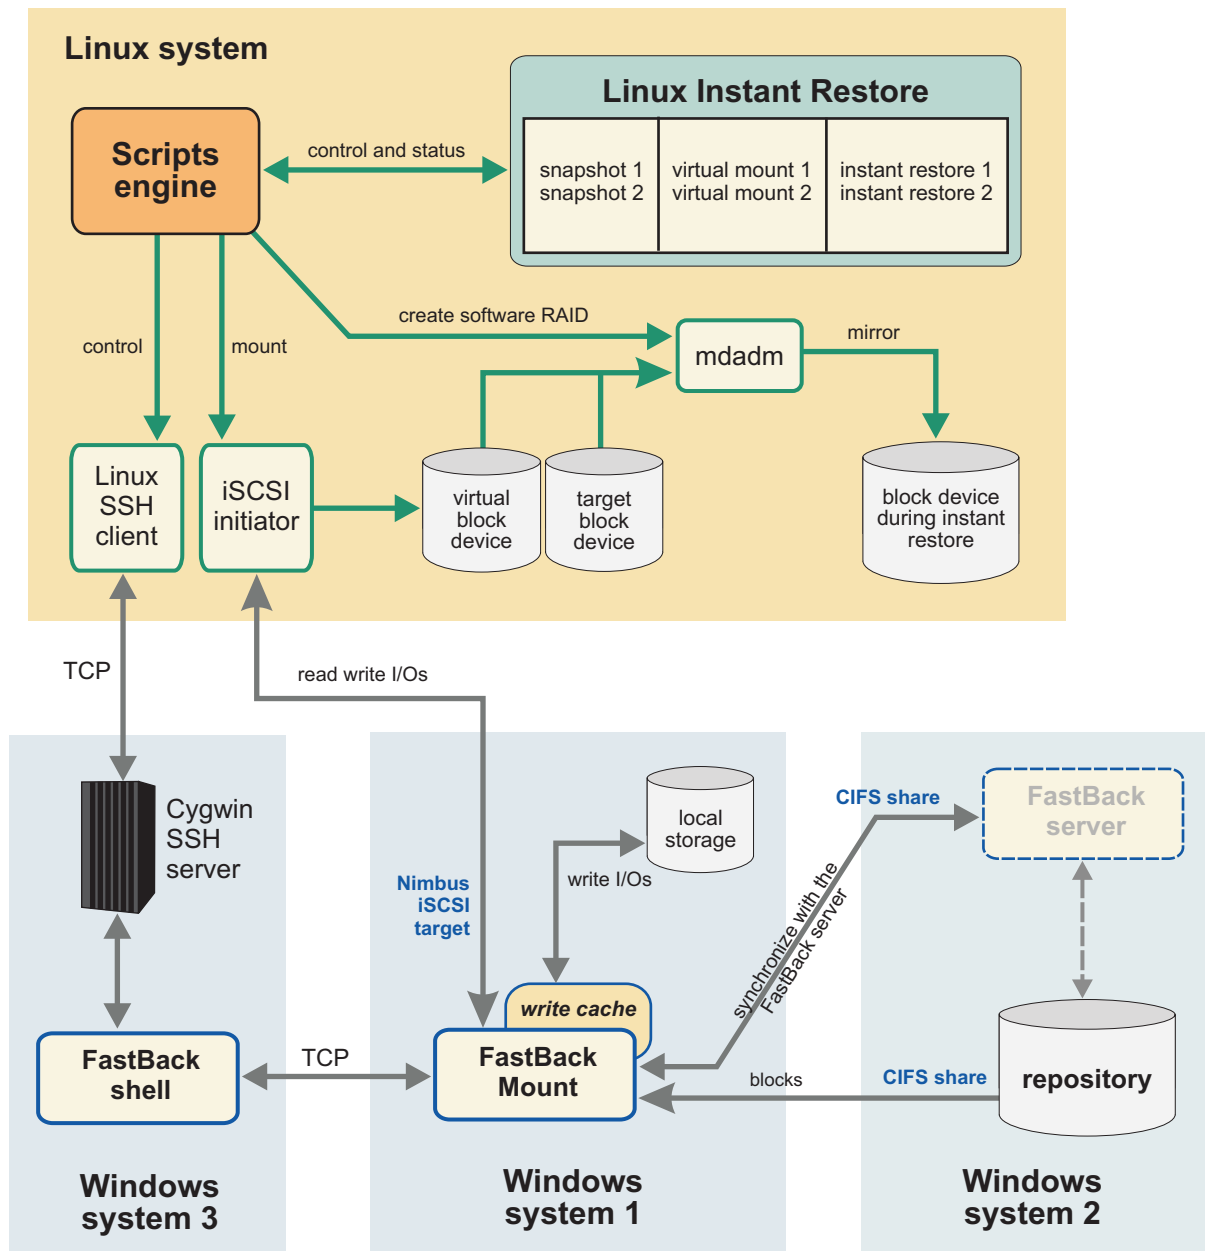 Linux system
Linux Instant Restore
Scripts
engine
control and status
snapshot 1
snapshot 2
virtual mount 1
virtual mount 2
instant restore 1
instant restore 2
create software RAID
control
mount
mdadm
mirror
Linux
SSH
client
iSCSI
initiator
virtual
block
device
target
block
device
block device
during instant
restore
TCP
read write I/Os
Cygwin
SSH
server
local
storage
write I/Os
Nimbus
iSCSI
target
CIFS share
FastBack
server
synchronize with the
FastBack server
write cache
FastBack
shell
TCP
FastBack
Mount
blocks
CIFS share
repository
Windows
system 3
Windows
system 1
Windows
system 2